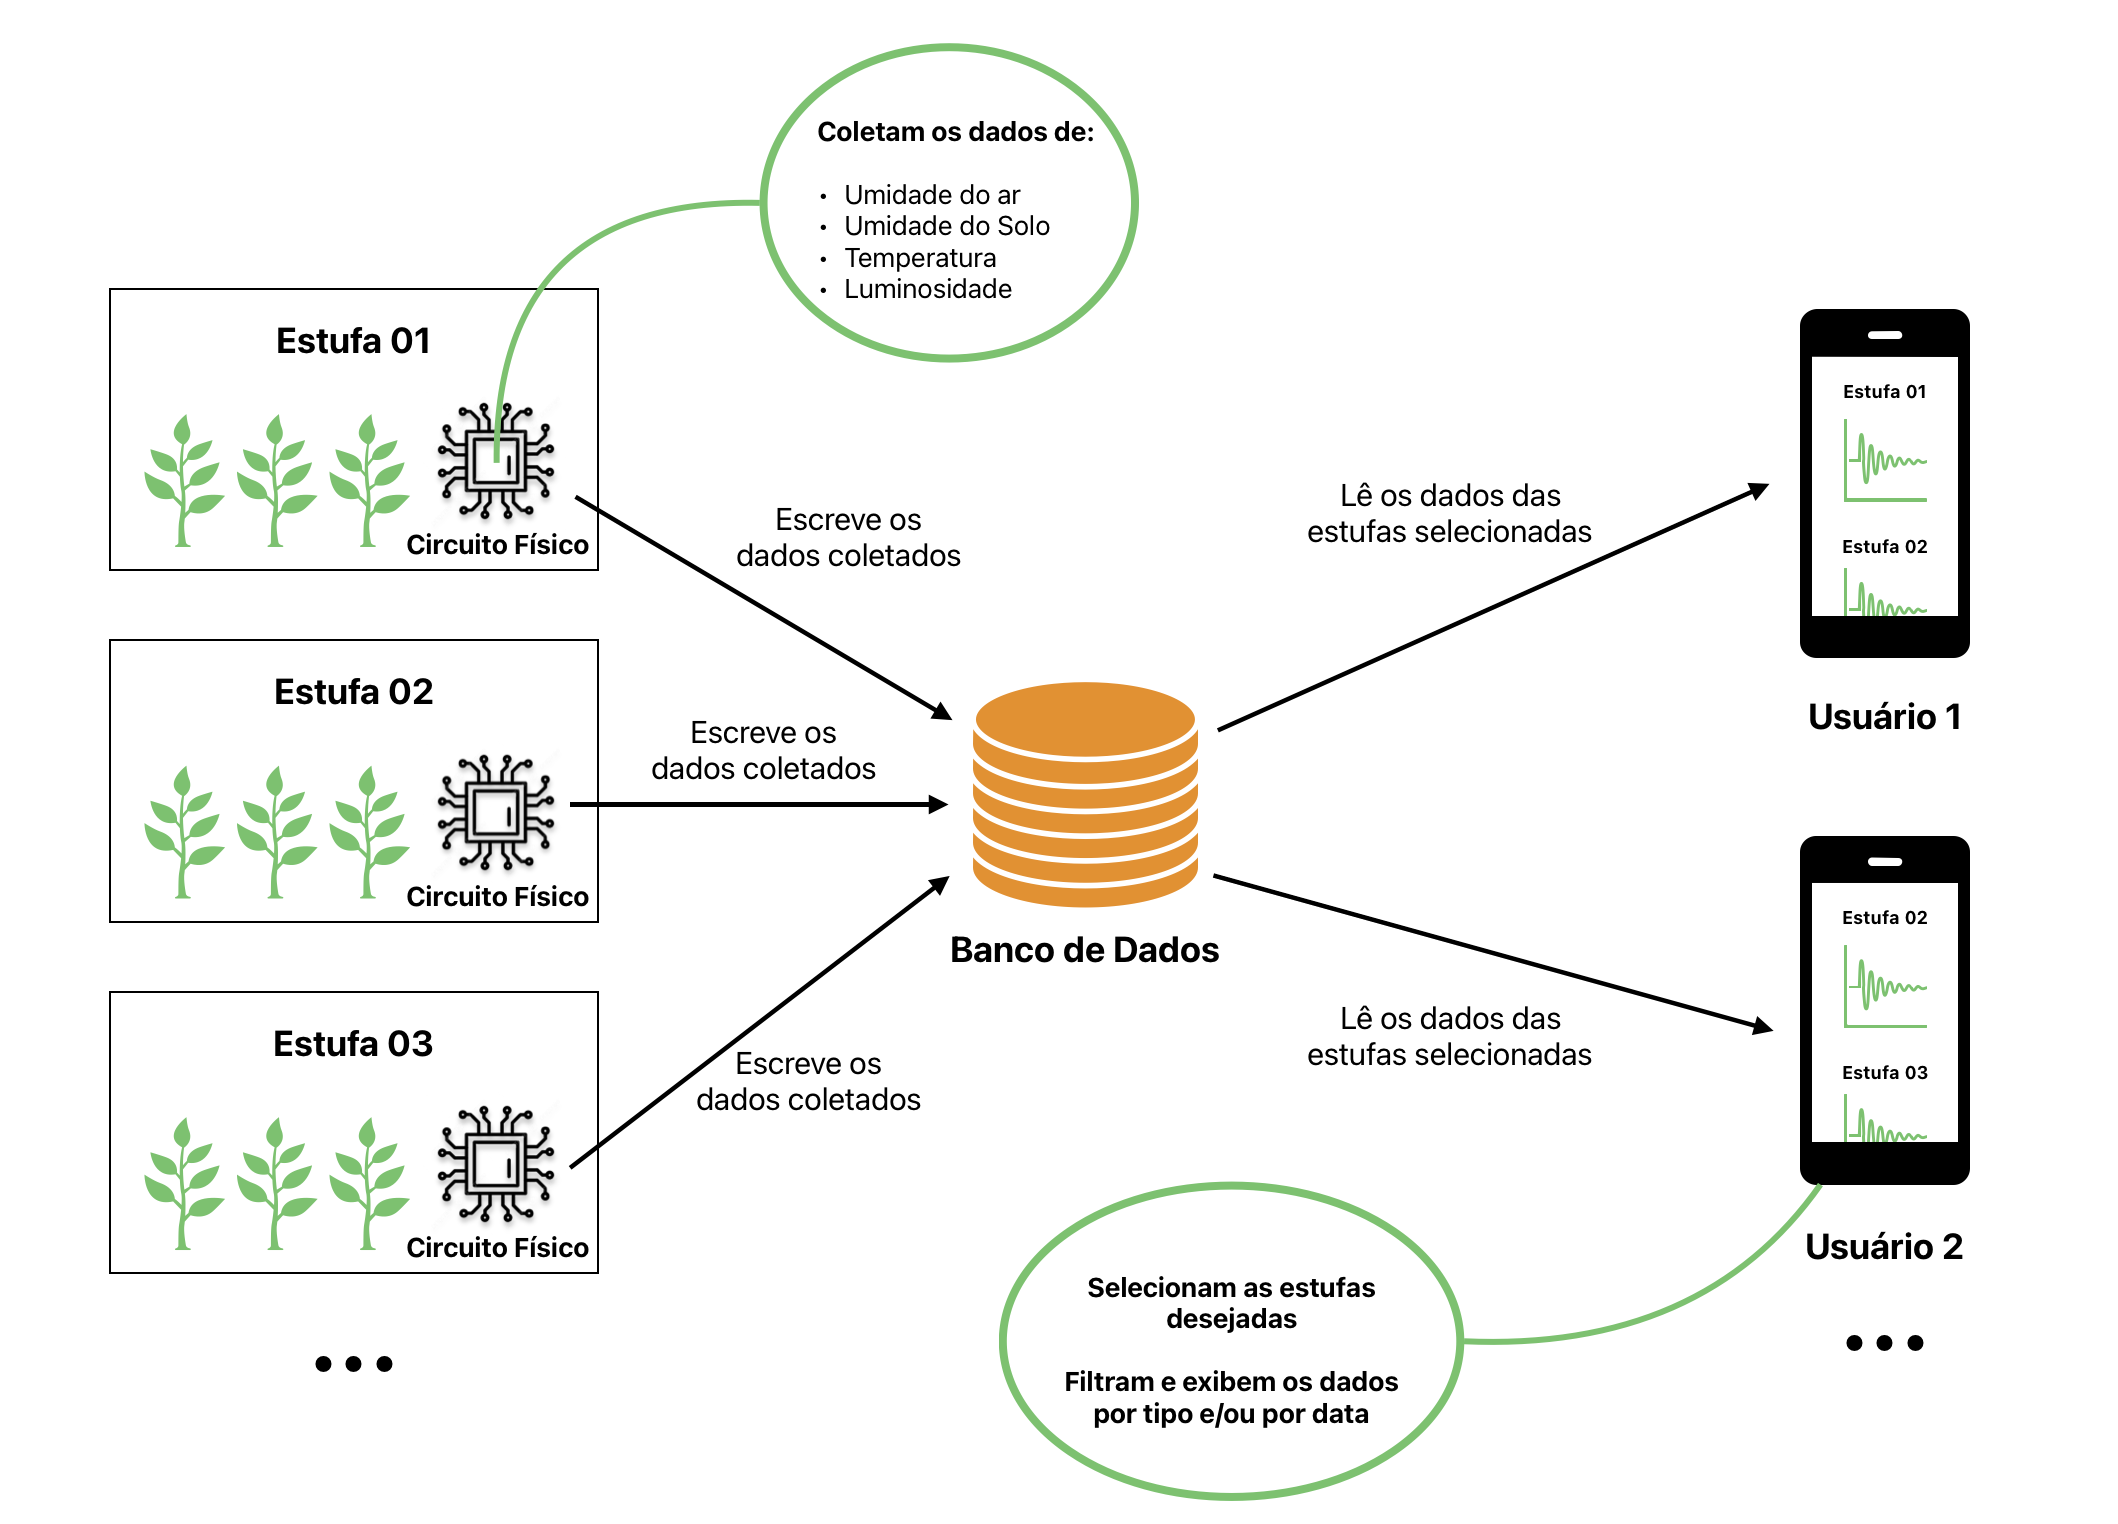 Coletam os dados de:
• Umidade do ar
• Umidade do Solo
• Temperatura
• Luminosidade
Estufa 01
Circuito Físico
Escreve os
dados coletados
Estufa 02
Circuito Físico
Escreve os
dados coletados
Estufa 03
Circuito Físico
Escreve os
dados coletados
Banco de Dados
Lê os dados das
estufas selecionadas
Estufa 01
Estufa 02
Usuário 1
Lê os dados das
estufas selecionadas
Estufa 02
Estufa 03
Usuário 2
Selecionam as estufas
desejadas
Filtram e exibem os dados
por tipo e/ou por data